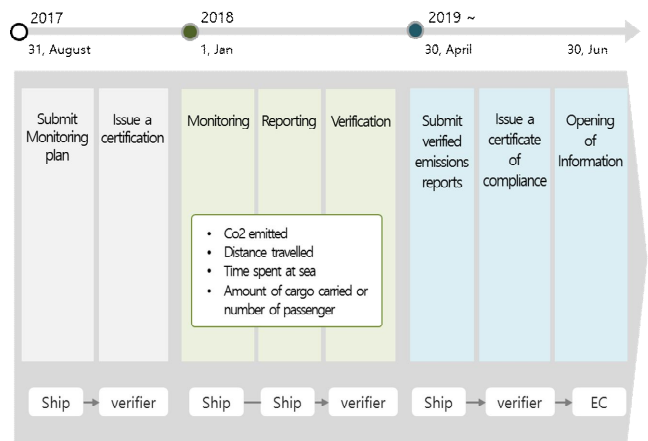 2017
2018
2019 ~
31, August
1, Jan
30, April
30, Jun
Submit
Monitoring
plan
Issue a
certification
Monitoring
Reporting
Verification
Submit
verified
emissions
reports
Issue a
certificate
of
compliance
Opening
of
Information
• Co2 emitted
• Distance travelled
• Time spent at sea
• Amount of cargo carried or
number of passenger
Ship
verifier
Ship
Ship
verifier
Ship
verifier
EC